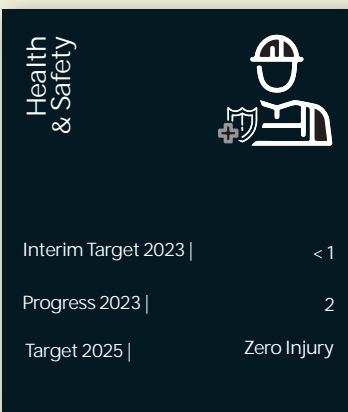 Health
& Safety
Interim Target 2023 | < 1
Progress 2023 | 2
Target 2025 | Zero Injury